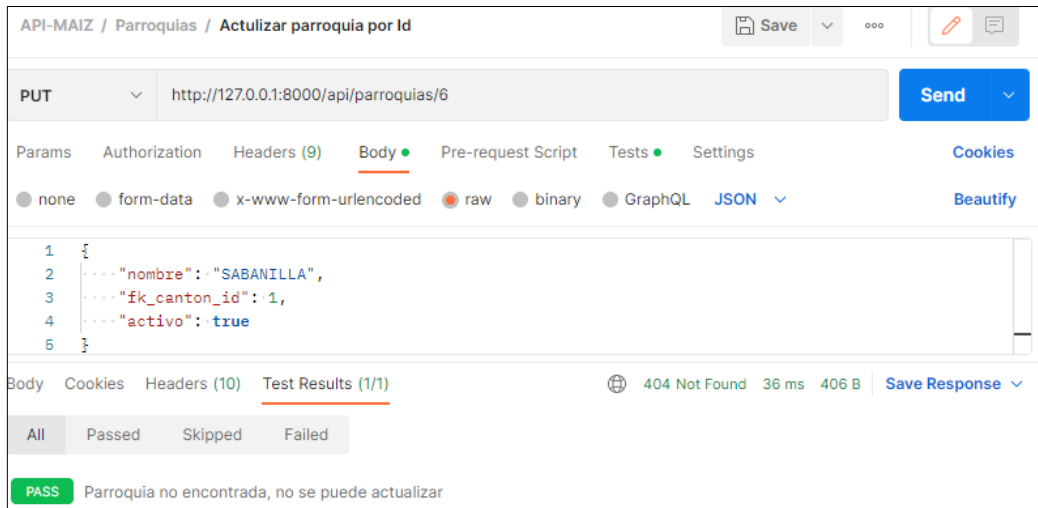 API-MAIZ / Parroquias / Actulizar parroquia por Id Save ooo
PUT http://127.0.0.1:8000/api/parroquias/6 Send
Params Authorization Headers (9) Body Pre-request Script Tests Settings Cookies
none form-data x-www-form-urlencoded raw binary GraphQL JSON Beautify
1 {
2 "nombre": "SABANILLA",
3 "fk_canton_id": 1,
4 "activo": true
5 }
Body Cookies Headers (10) Test Results (1/1) 404 Not Found 36 ms 406 B Save Response
All Passed Skipped Failed
PASS Parroquia no encontrada, no se puede actualizar